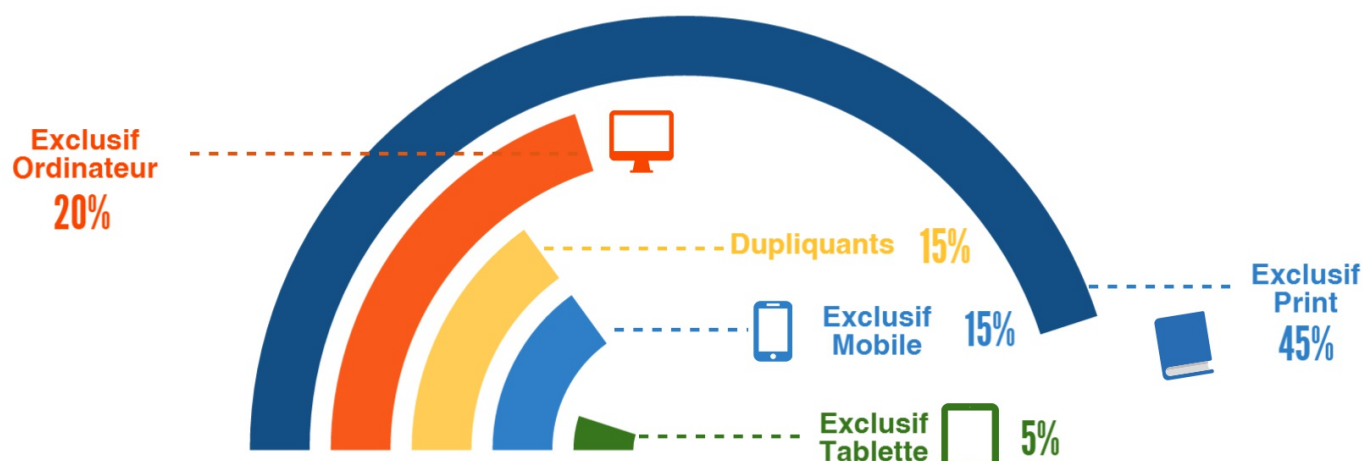 Exclusif
Ordinateur
20%
Dupliquants 15%
Exclusif
Mobile
15%
Exclusif
Print
45%
Exclusif
Tablette
5%